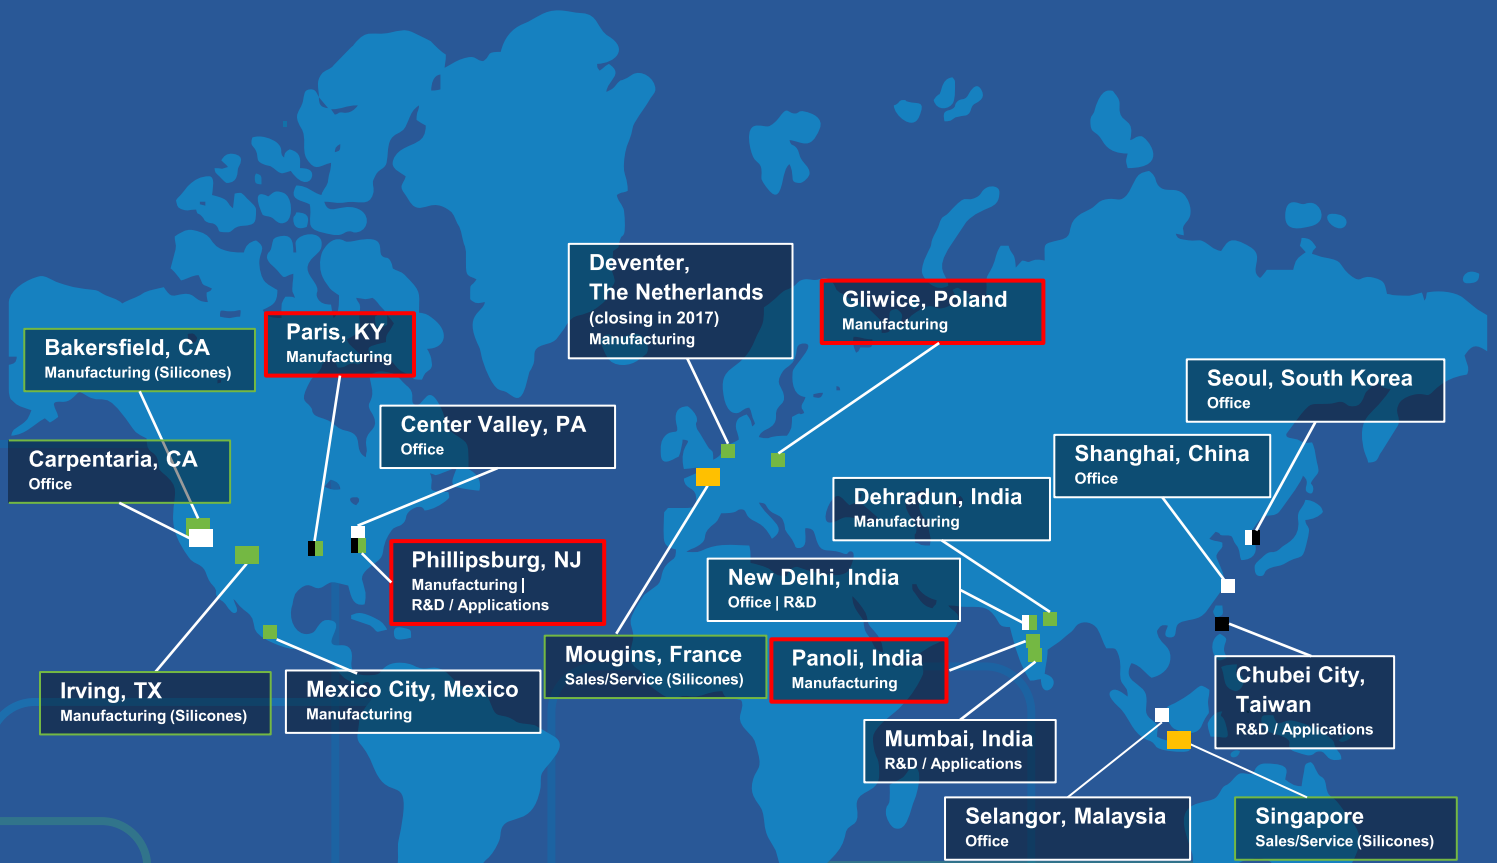 Deventer,
The Netherlands
(closing in 2017)
Manufacturing
Gliwice, Poland
Manufacturing
Paris, KY
Manufacturing
Bakersfield, CA
Manufacturing (Silicones)
Seoul, South Korea
Office
Center Valley, PA
Office
Carpentaria, CA
Office
Shanghai, China
Office
Dehradun, India
Manufacturing
Phillipsburg, NJ
Manufacturing |
R&D / Applications
New Delhi, India
Office | R&D
Mougins, France
Sales/Service (Silicones)
Panoli, India
Manufacturing
Chubei City,
Taiwan
R&D / Applications
Irving, TX
Manufacturing (Silicones)
Mexico City, Mexico
Manufacturing
Mumbai, India
R&D / Applications
Selangor, Malaysia
Office
Singapore
Sales/Service (Silicones)